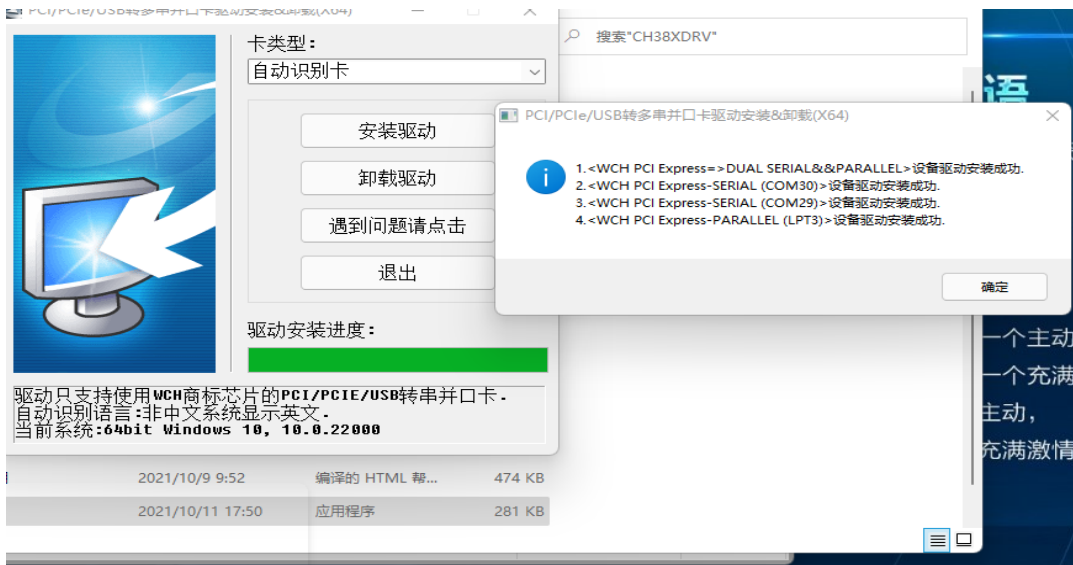 PCI/PCIe/USB转多串并口卡驱动安装&卸载(X64)
卡类型:
自动识别卡
安装驱动
卸载驱动
遇到问题请点击
退出
驱动安装进度:
驱动只支持使用WCH商标芯片的PCI/PCIE/USB转串并口卡.
自动识别语言:非中文系统显示英文.
当前系统:64bit Windows 10, 10.0.22000
搜索"CH38XDRV"
语
PCI/PCIe/USB转多串并口卡驱动安装&卸载(X64)
1.<WCH PCI Express=>DUAL SERIAL&&PARALLEL>设备驱动安装成功.
2.<WCH PCI Express-SERIAL (COM30)>设备驱动安装成功.
3.<WCH PCI Express-SERIAL (COM29)>设备驱动安装成功.
4.<WCH PCI Express-PARALLEL (LPT3)>设备驱动安装成功.
确定
一个主动
一个充满
主动，
充满激情
2021/10/9 9:52 编译的 HTML 帮... 474 KB
2021/10/11 17:50 应用程序 281 KB